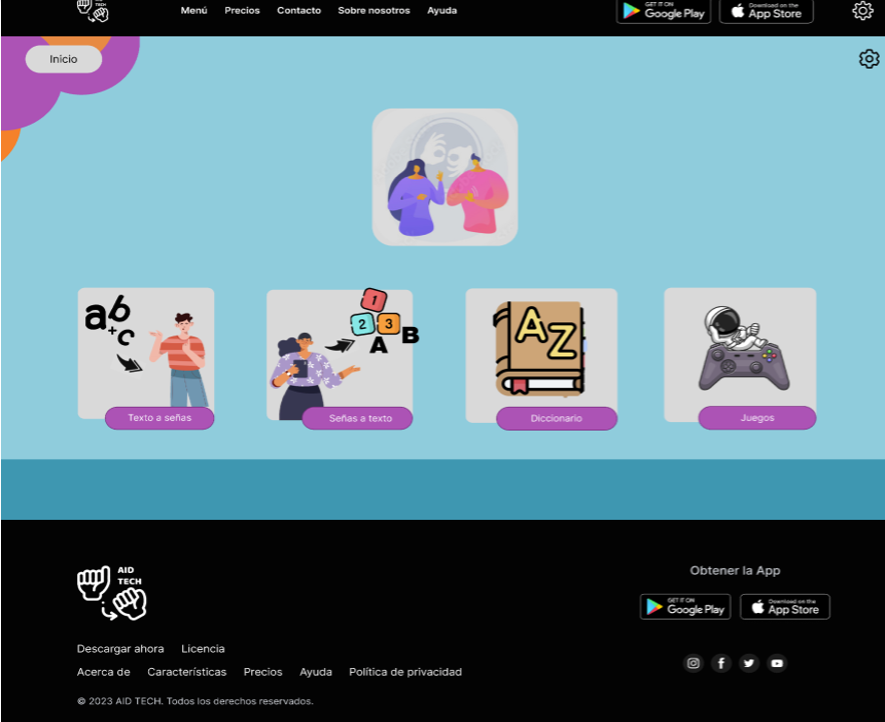 TECH
Menú Precios Contacto Sobre nosotros Ayuda
GET IT ON
Google Play
Download on the
App Store
Inicio
ab
+c
1
2 3
A B
AZ
Texto a señas
Señas a texto
Diccionario
Juegos
AID
TECH
Obtener la App
GET IT ON
Google Play
Download on the
App Store
Descargar ahora Licencia
Acerca de Características Precios Ayuda Política de privacidad
© 2023 AID TECH. Todos los derechos reservados.